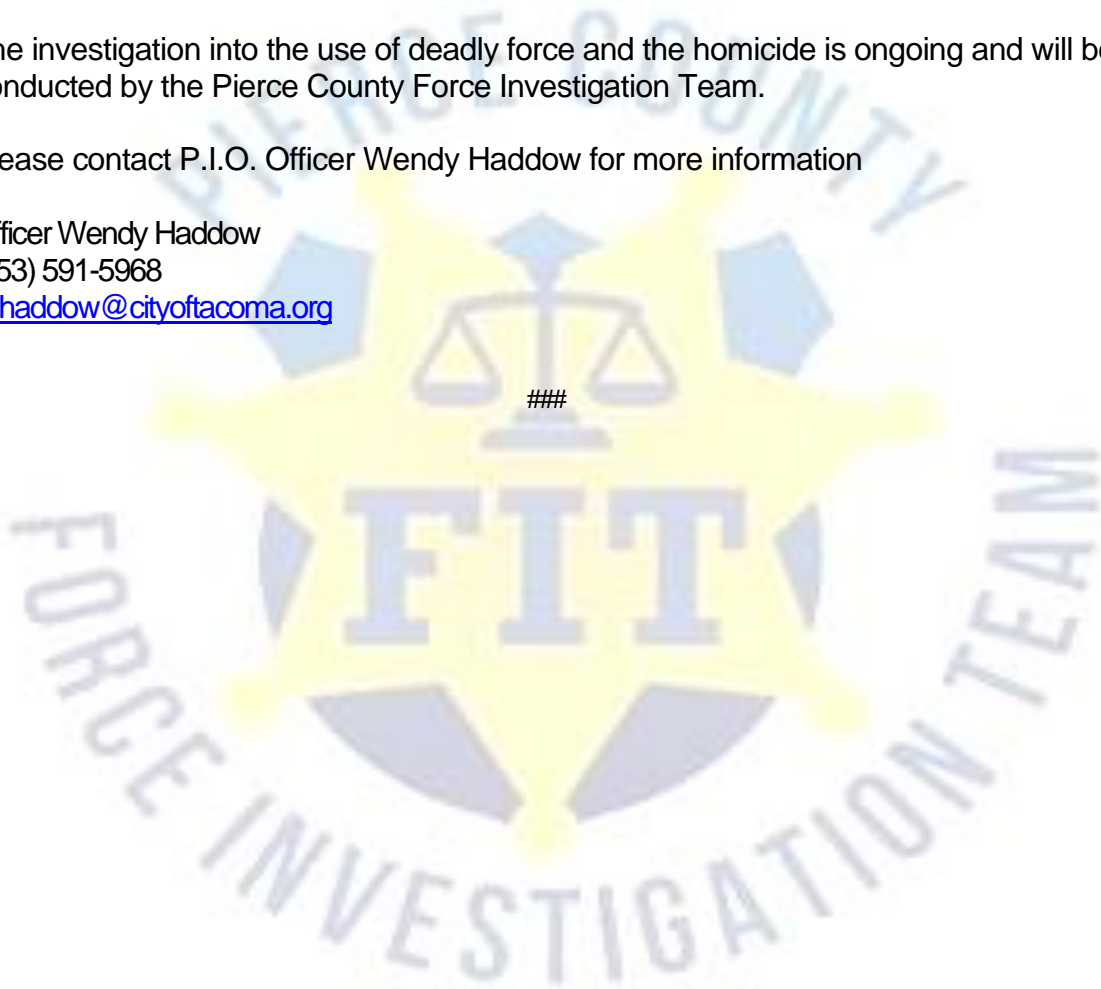 he investigation into the use of deadly force and the homicide is ongoing and will be
onducted by the Pierce County Force Investigation Team.
lease contact P.I.O. Officer Wendy Haddow for more information
fficer Wendy Haddow
53) 591-5968
haddow@cityoftacoma.org
###
PIERCE COUNTY
FIT
FORCE INVESTIGATION TEAM